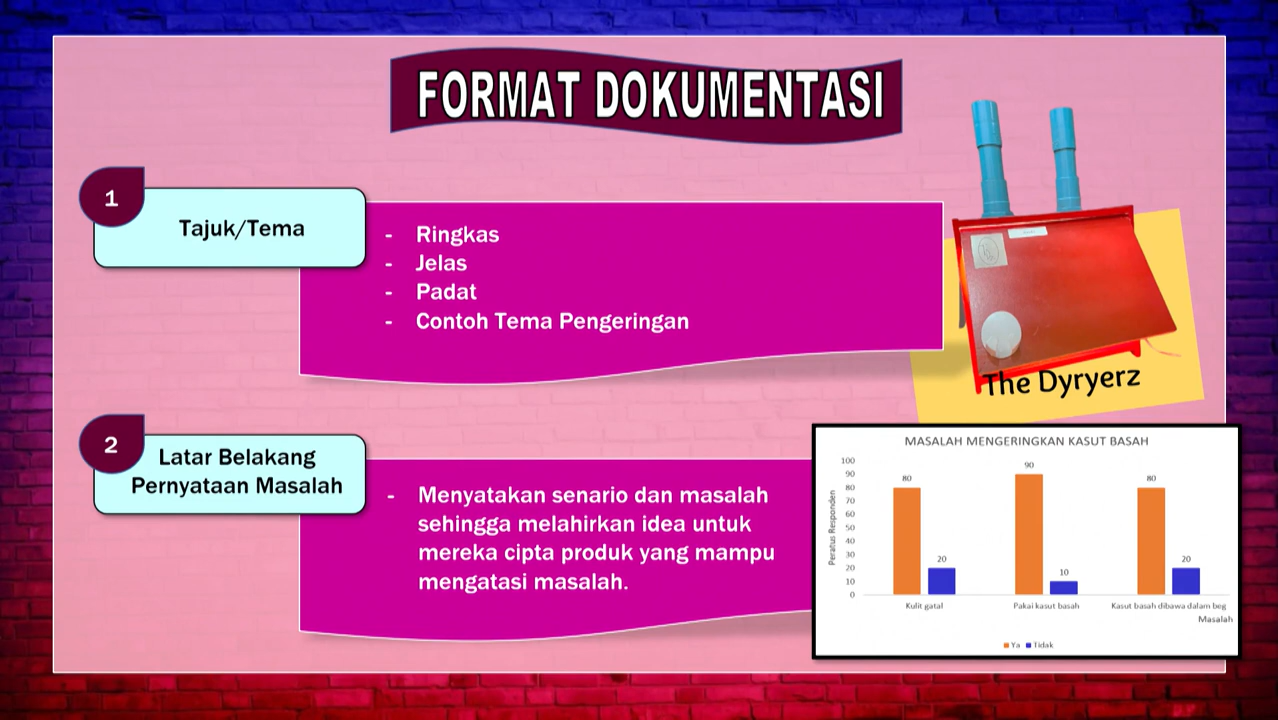 FORMAT DOKUMENTASI
1
Tajuk/Tema
- Ringkas
- Jelas
- Padat
- Contoh Tema Pengeringan
The Dyryerz
2
Latar Belakang
Pernyataan Masalah
- Menyatakan senario dan masalah
sehingga melahirkan idea untuk
mereka cipta produk yang mampu
mengatasi masalah.
MASALAH MENGERINGKAN KASUT BASAH
Peratus Responden
100
90
80
70
60
50
40
30
20
10
0
80
20
90
10
80
20
Kulit gatal
Pakai kasut basah
Kasut basah dibawa dalam beg
Masalah
Ya Tidak